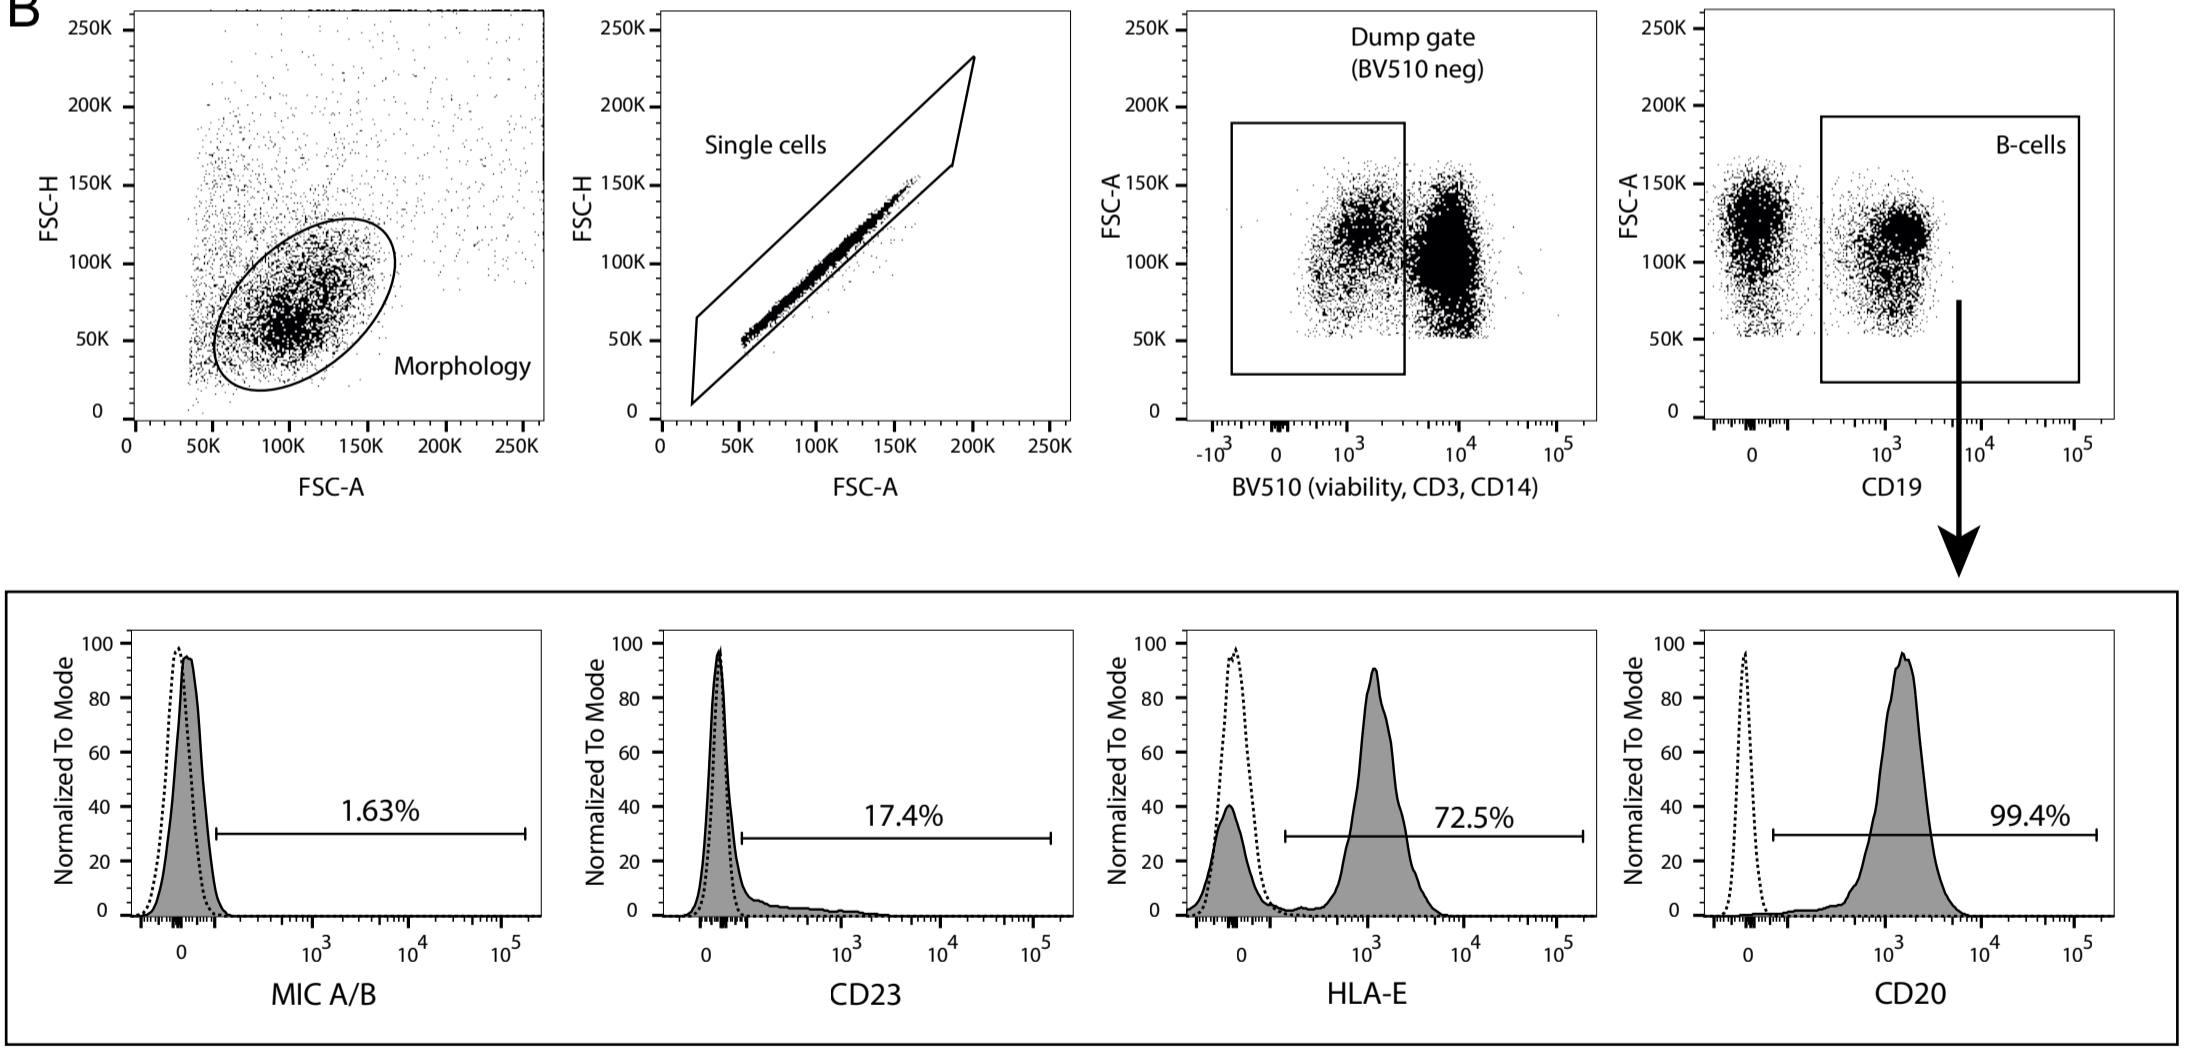 B
250K
200K
150K
100K
50K
0
FSC-H
Morphology
0 50K 100K 150K 200K 250K
FSC-A
250K
200K
150K
100K
50K
0
FSC-H
Single cells
0 50K 100K 150K 200K 250K
FSC-A
250K
200K
150K
100K
50K
0
FSC-A
Dump gate
(BV510 neg)
-10³ 0 10³ 10⁴ 10⁵
BV510 (viability, CD3, CD14)
250K
200K
150K
100K
50K
0
FSC-A
B-cells
0 10³ 10⁴ 10⁵
CD19
100
80
60
40
20
0
Normalized To Mode
1.63%
0 10³ 10⁴ 10⁵
MIC A/B
100
80
60
40
20
0
Normalized To Mode
17.4%
0 10³ 10⁴ 10⁵
CD23
100
80
60
40
20
0
Normalized To Mode
72.5%
0 10³ 10⁴ 10⁵
HLA-E
100
80
60
40
20
0
Normalized To Mode
99.4%
0 10³ 10⁴ 10⁵
CD20